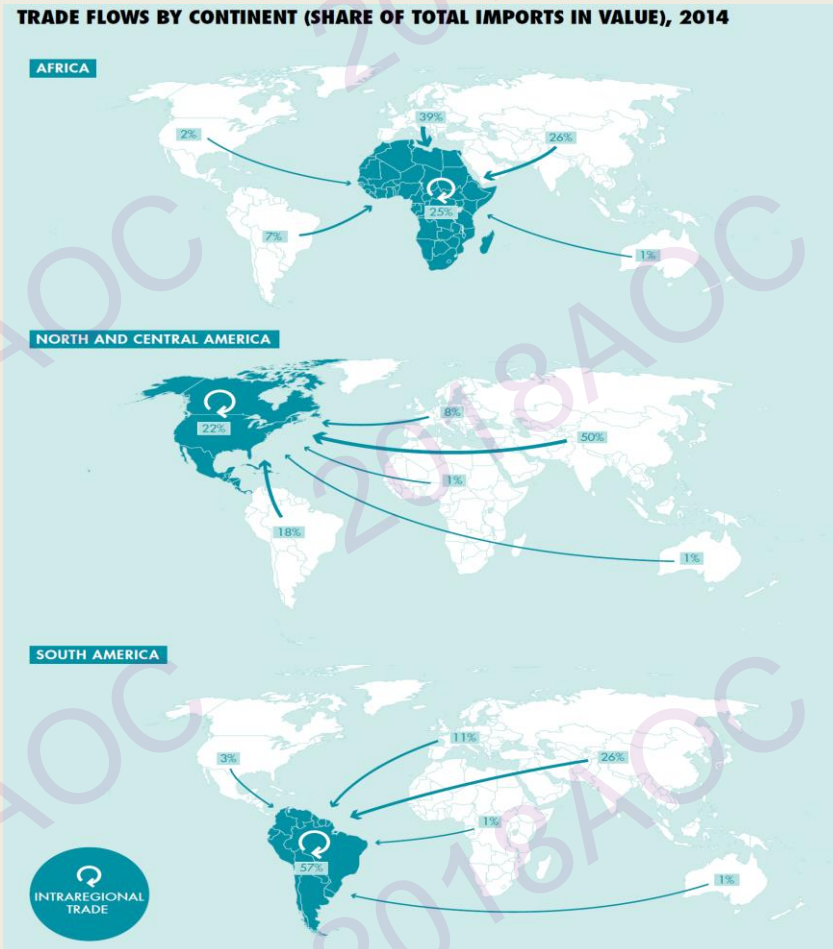 TRADE FLOWS BY CONTINENT (SHARE OF TOTAL IMPORTS IN VALUE), 2014
AFRICA
39%
2%
26%
25%
7%
1%
NORTH AND CENTRAL AMERICA
8%
22%
50%
1%
18%
1%
SOUTH AMERICA
11%
3%
26%
1%
57%
1%
INTRAREGIONAL
TRADE
2018AOC
2018AOC
2018AOC